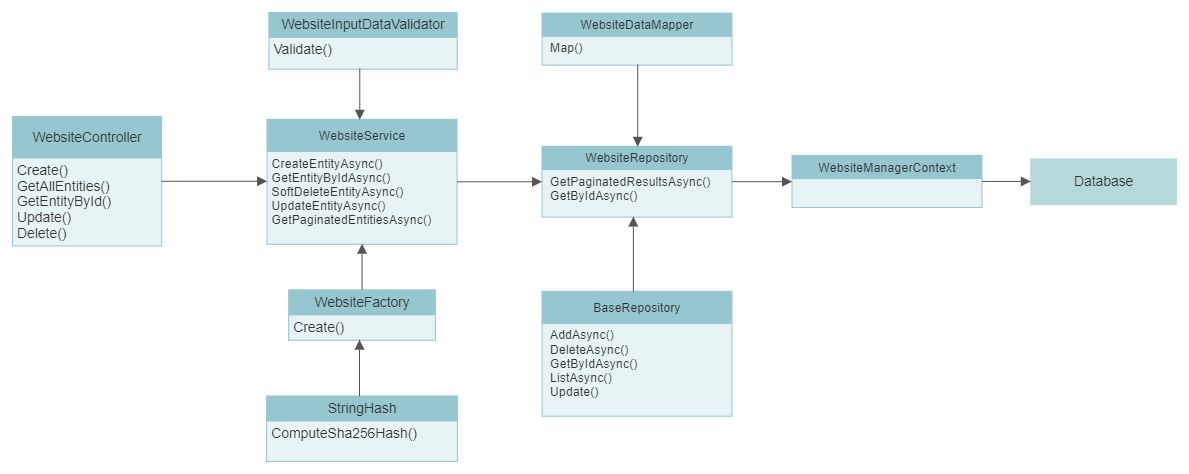 WebsiteInputDataValidator
Validate()
WebsiteDataMapper
Map()
WebsiteController
Create()
GetAllEntities()
GetEntityById()
Update()
Delete()
WebsiteService
CreateEntityAsync()
GetEntityByIdAsync()
SoftDeleteEntityAsync()
UpdateEntityAsync()
GetPaginatedEntitiesAsync()
WebsiteRepository
GetPaginatedResultsAsync()
GetByIdAsync()
WebsiteManagerContext
Database
WebsiteFactory
Create()
BaseRepository
AddAsync()
DeleteAsync()
GetByIdAsync()
ListAsync()
Update()
StringHash
ComputeSha256Hash()